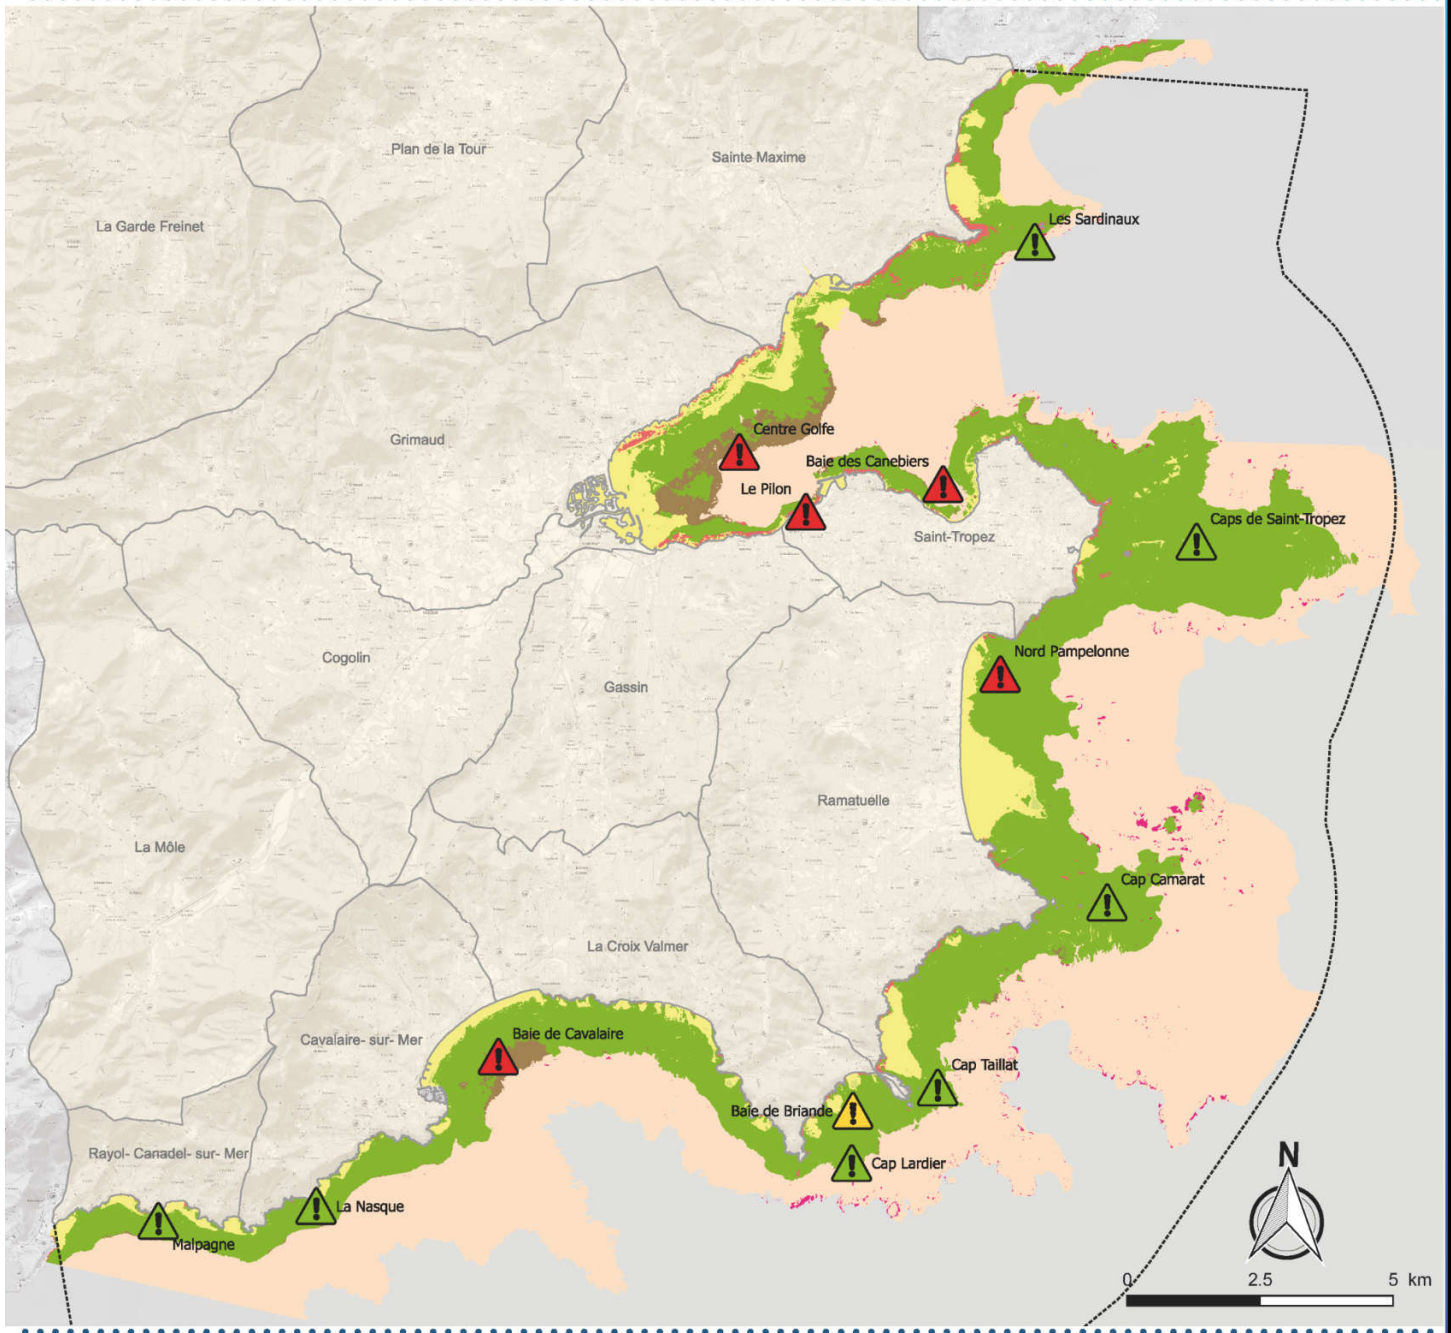 Plan de la Tour
Sainte Maxime
La Garde Freinet
Les Sardinaux
Grimaud
Centre Golfe
Baie des Canebiers
Le Pilon
Saint-Tropez
Caps de Saint-Tropez
Cogolin
Gassin
Nord Pampelonne
Ramatuelle
La Môle
Cap Camarat
La Croix Valmer
Cavalaire- sur- Mer
Baie de Cavalaire
Cap Taillat
Baie de Briande
Rayol- Canadel- sur- Mer
Cap Lardier
N
La Nasque
Malpagne
0 2.5 5 km